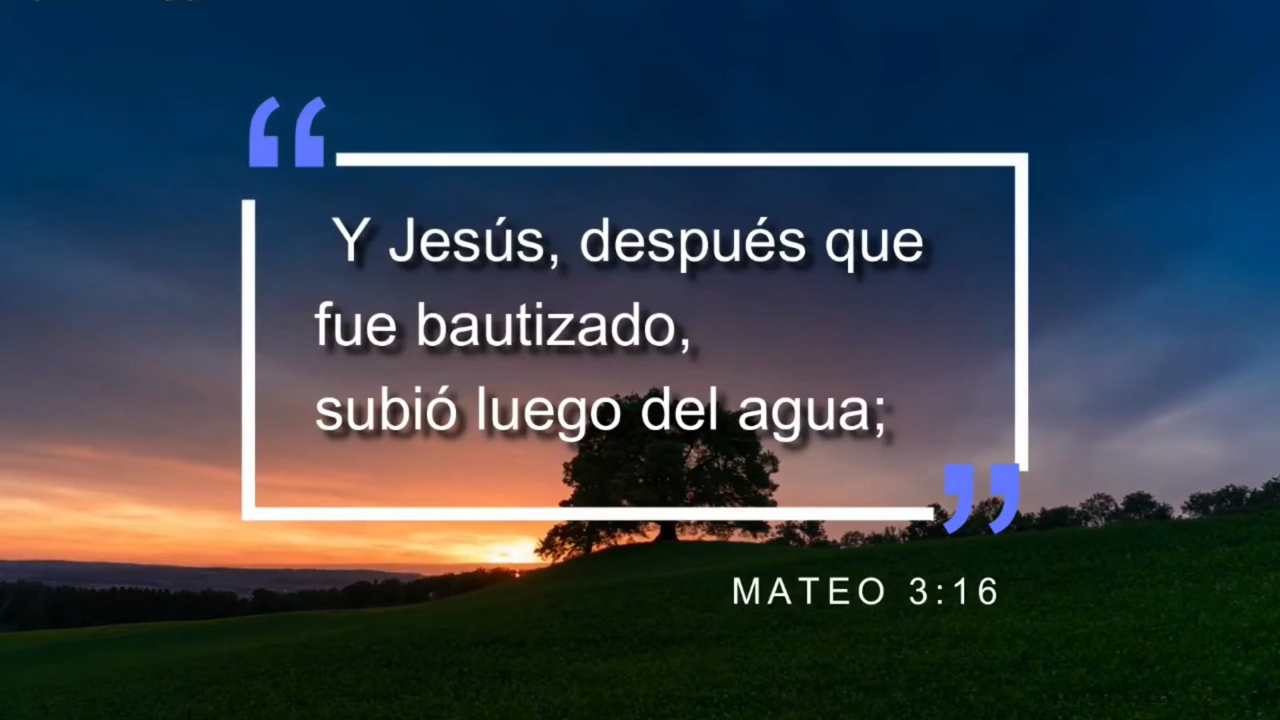 “
Y Jesús, después que
fue bautizado,
subió luego del agua;
”
MATEO 3:16